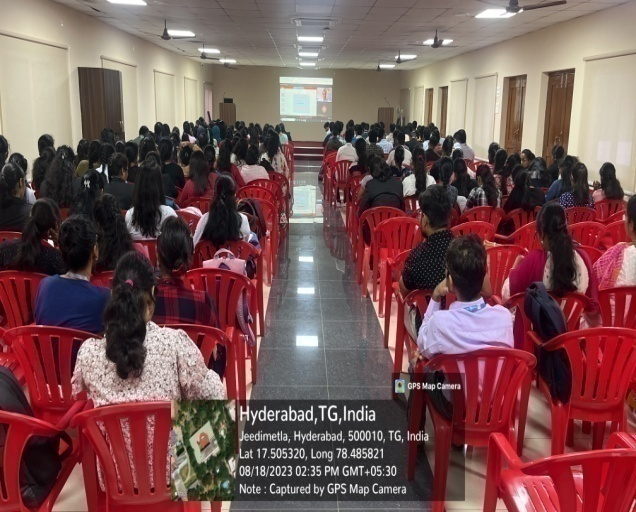 GPS Map Camera
Hyderabad,TG,India
Jeedimetla, Hyderabad, 500010, TG, India
Lat 17.505320, Long 78.485821
08/18/2023 02:35 PM GMT+05:30
Note : Captured by GPS Map Camera